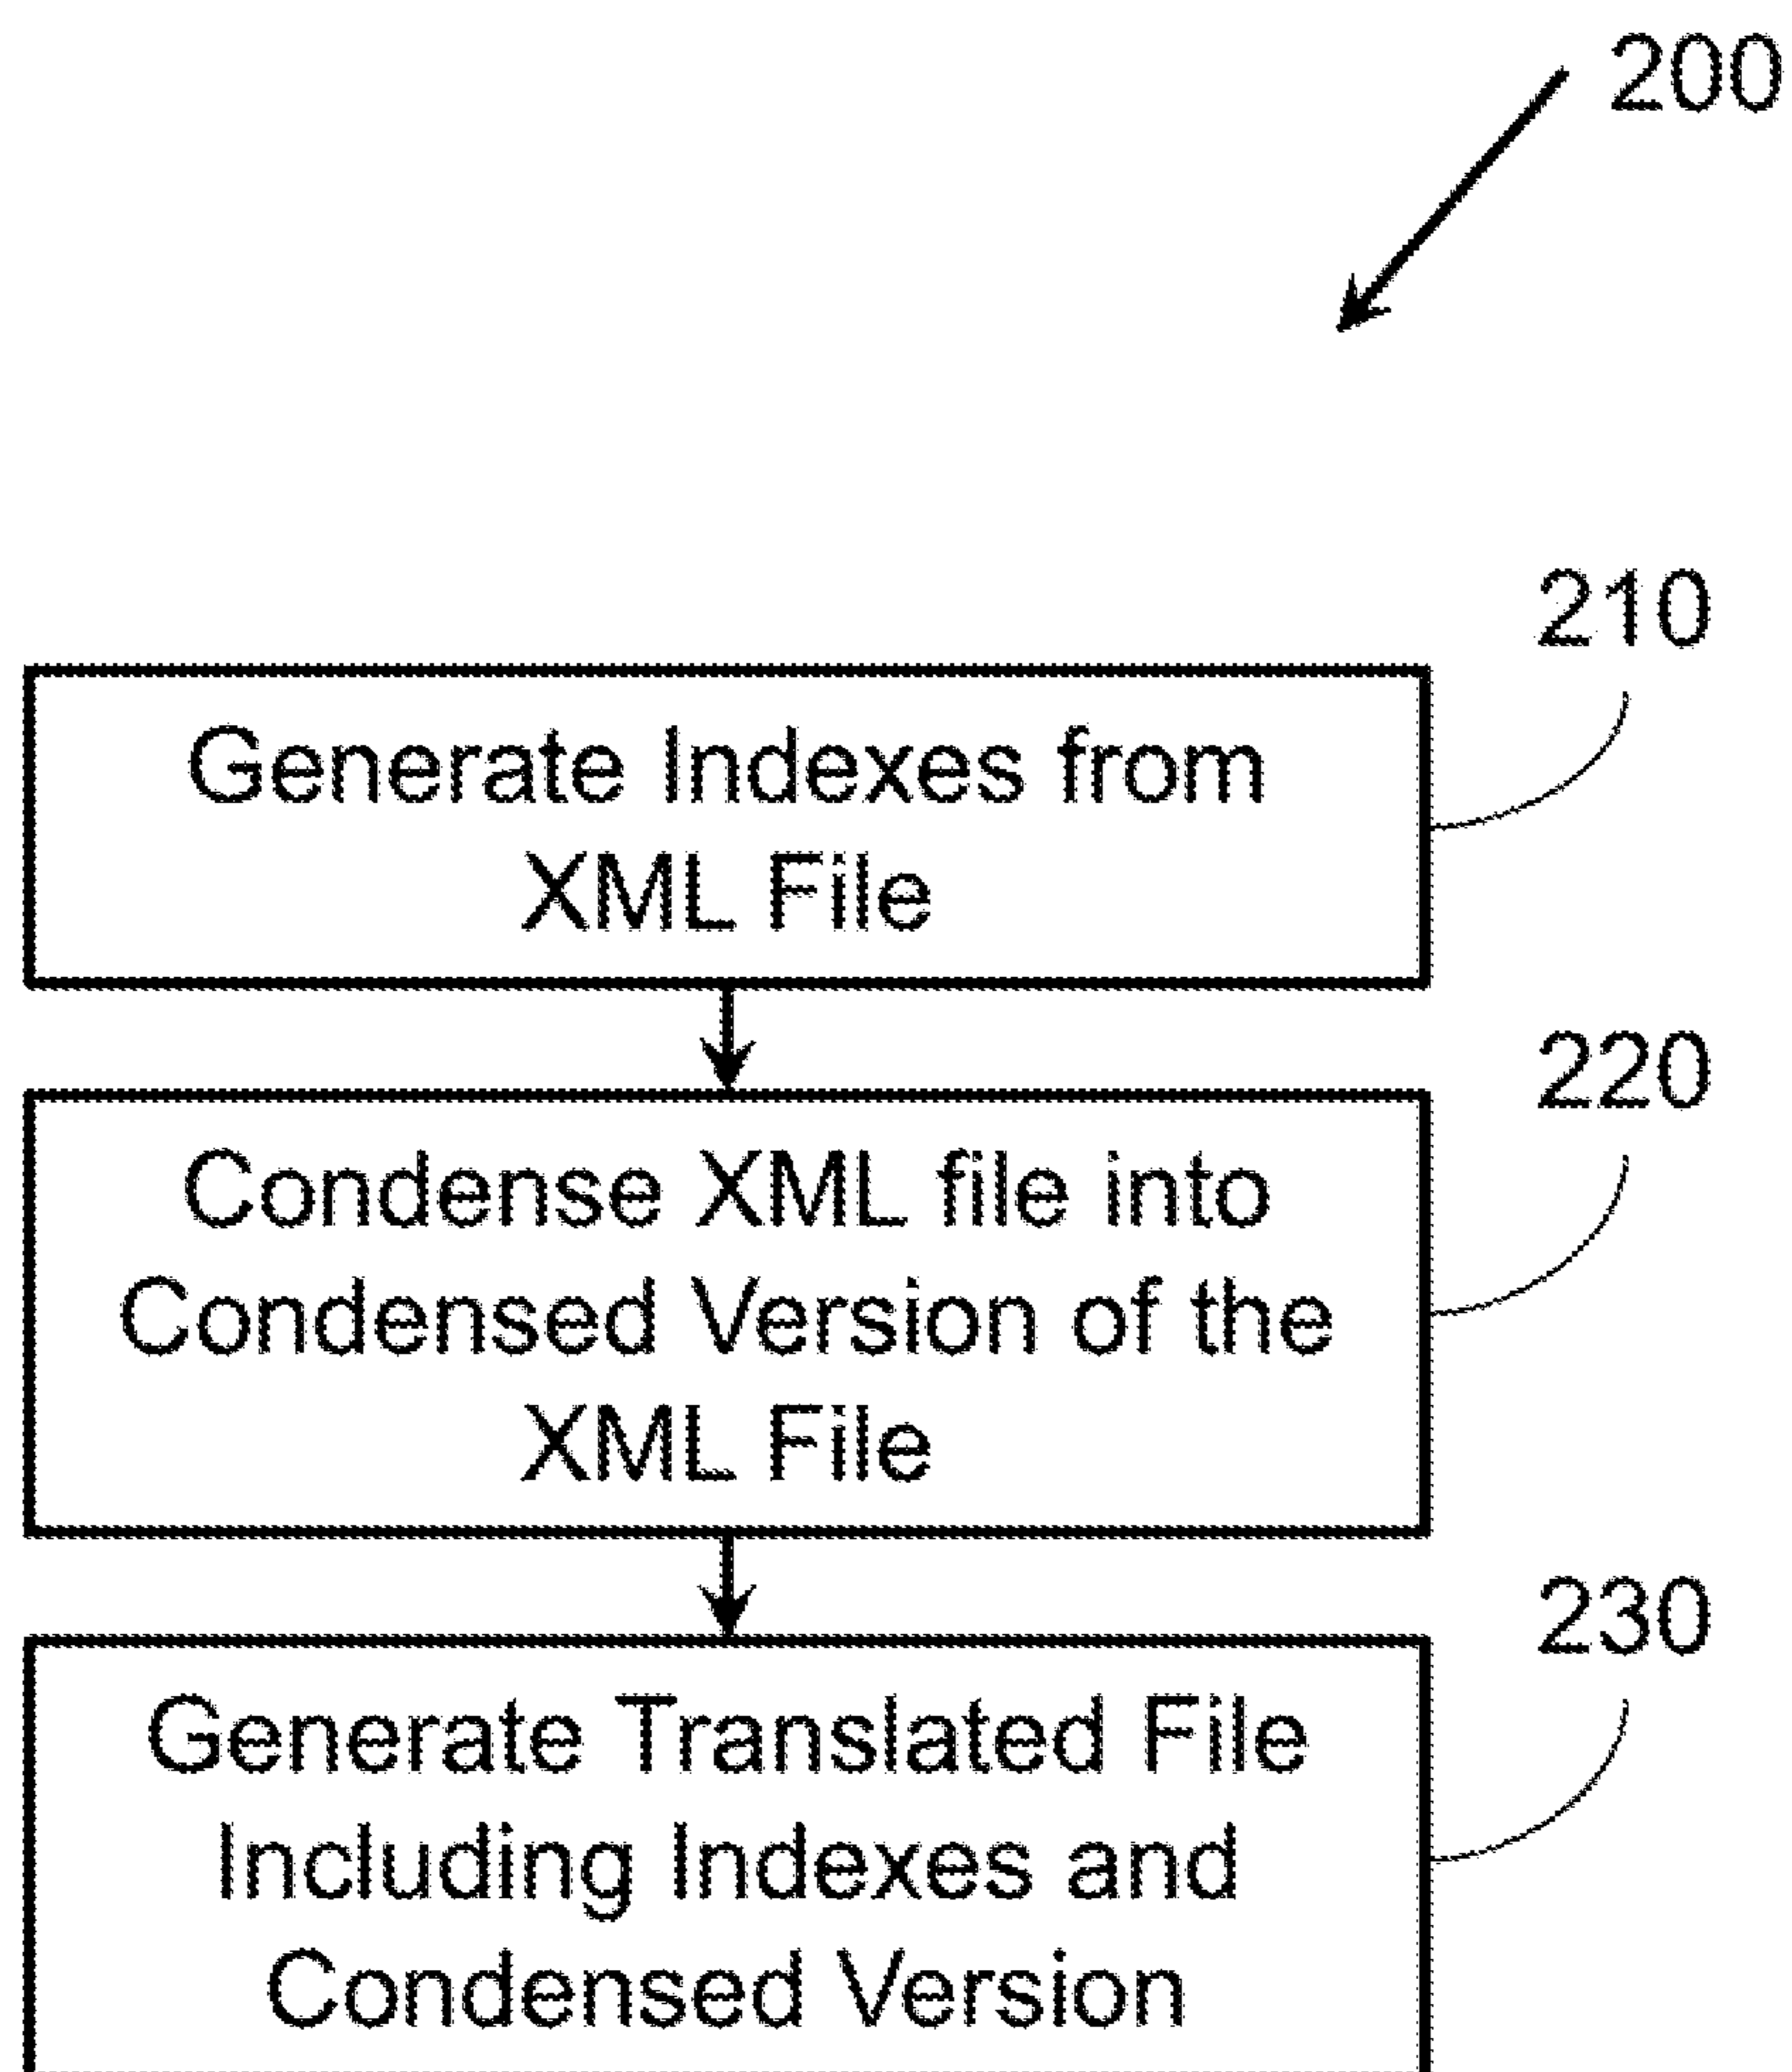 200
210
Generate Indexes from
XML File
220
Condense XML file into
Condensed Version of the
XML File
230
Generate Translated File
Including Indexes and
Condensed Version